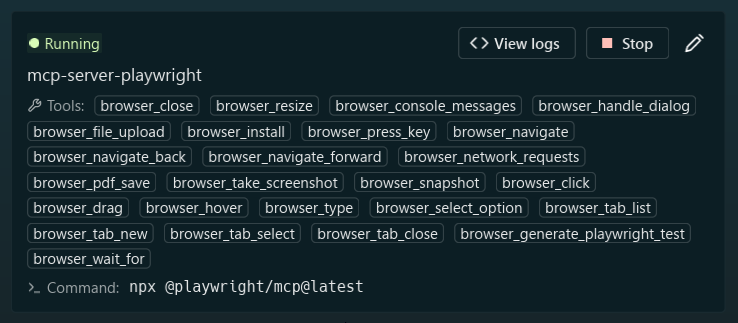 Running View logs Stop
mcp-server-playwright
Tools: browser_close browser_resize browser_console_messages browser_handle_dialog
browser_file_upload browser_install browser_press_key browser_navigate
browser_navigate_back browser_navigate_forward browser_network_requests
browser_pdf_save browser_take_screenshot browser_snapshot browser_click
browser_drag browser_hover browser_type browser_select_option browser_tab_list
browser_tab_new browser_tab_select browser_tab_close browser_generate_playwright_test
browser_wait_for
Command: npx @playwright/mcp@latest